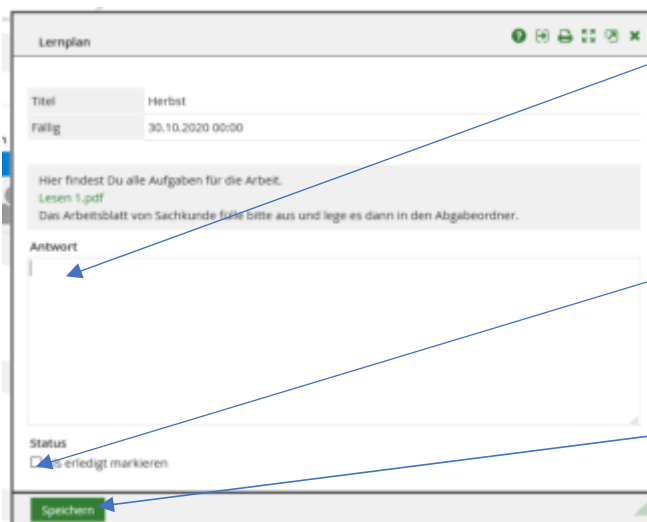 Lernplan
Titel Herbst
Fällig 30.10.2020 00:00
Hier findest Du alle Aufgaben für die Arbeit.
Lesen 1.pdf
Das Arbeitsblatt von Sachkunde fülle bitte aus und lege es dann in den Abgabeordner.
Antwort
Status
erledigt markieren
Speichern